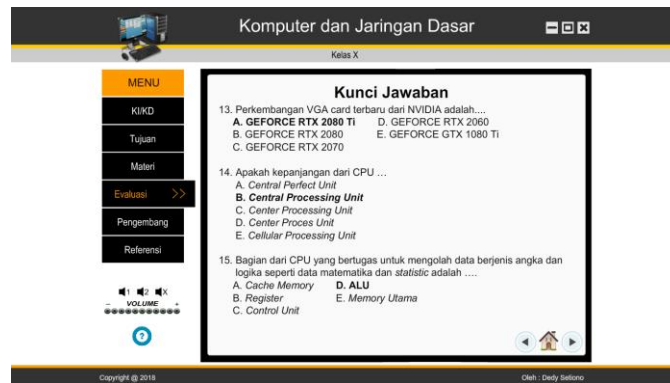 Komputer dan Jaringan Dasar
Kelas X
MENU
KI/KD
Tujuan
Materi
Evaluasi >>
Pengembang
Referensi
1 2 X
- VOLUME +
?
Kunci Jawaban
13. Perkembangan VGA card terbaru dari NVIDIA adalah....
A. GEFORCE RTX 2080 Ti D. GEFORCE RTX 2060
B. GEFORCE RTX 2080 E. GEFORCE GTX 1080 Ti
C. GEFORCE RTX 2070
14. Apakah kepanjangan dari CPU ...
A. Central Perfect Unit
B. Central Processing Unit
C. Center Processing Unit
D. Center Proces Unit
E. Cellular Processing Unit
15. Bagian dari CPU yang bertugas untuk mengolah data berjenis angka dan
logika seperti data matematika dan statistic adalah ....
A. Cache Memory D. ALU
B. Register E. Memory Utama
C. Control Unit
Copyright @ 2018
Oleh : Dedy Setiono